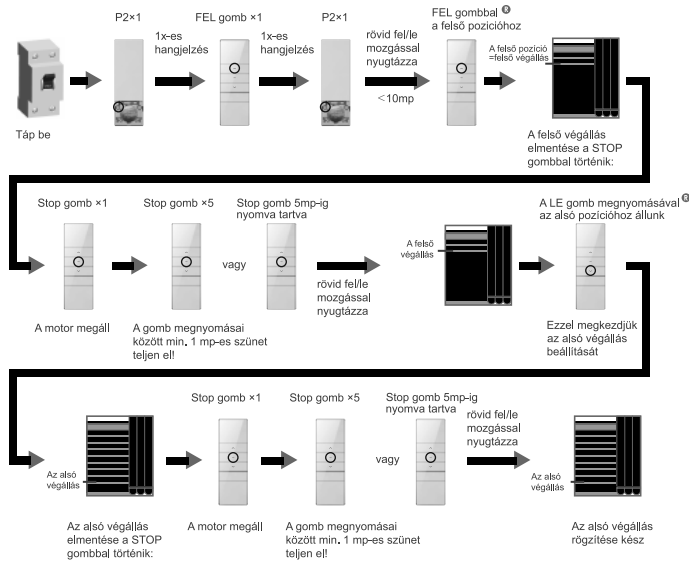 P2×1
FEL gomb ×1
P2×1
FEL gombbal
a felső pozicióhoz
1x-es
hangjelzés
1x-es
hangjelzés
rövid fel/le
mozgással
nyugtázza
<10mp
A felső pozíció
=felső végállás
Táp be
A felső végállás
elmentése a STOP
gombbal történik:
Stop gomb ×1
Stop gomb ×5
Stop gomb 5mp-ig
nyomva tartva
A LE gomb megnyomásával
az alsó pozícióhoz állunk
vagy
A felső
végállás
rövid fel/le
mozgással
nyugtázza
A motor megáll
A gomb megnyomásai
között min. 1 mp-es szünet
teljen el!
Ezzel megkezdjük
az alsó végállás
beállítását
Stop gomb ×1
Stop gomb ×5
Stop gomb 5mp-ig
nyomva tartva
rövid fel/le
mozgással
nyugtázza
vagy
Az alsó
végállás
Az alsó
végállás
Az alsó végállás
elmentése a STOP
gombbal történik:
A motor megáll
A gomb megnyomásai
között min. 1 mp-es szünet
teljen el!
Az alsó végállás
rögzítése kész